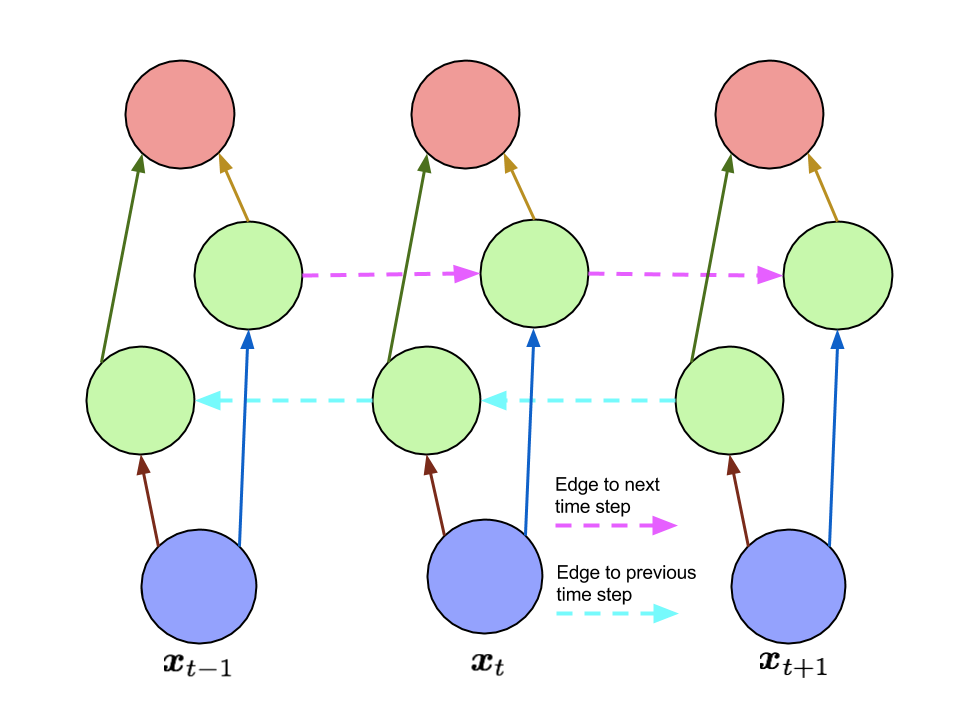 Edge to next
time step
Edge to previous
time step
x_{t−1}
x_t
x_{t+1}